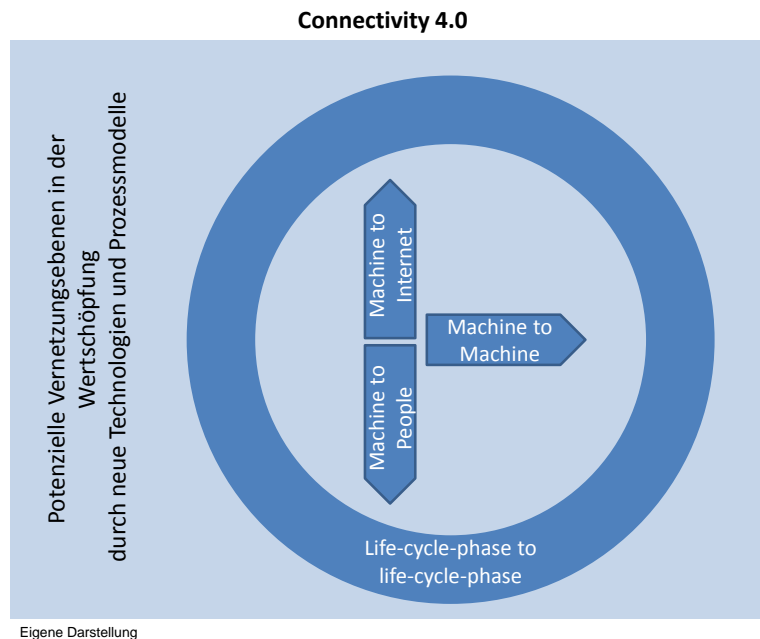 Connectivity 4.0
Potenzielle Vernetzungsebenen in der
Wertschöpfung
durch neue Technologien und Prozessmodelle
Machine to
Internet
Machine to
Machine
Machine to
People
Life-cycle-phase to
life-cycle-phase
Eigene Darstellung